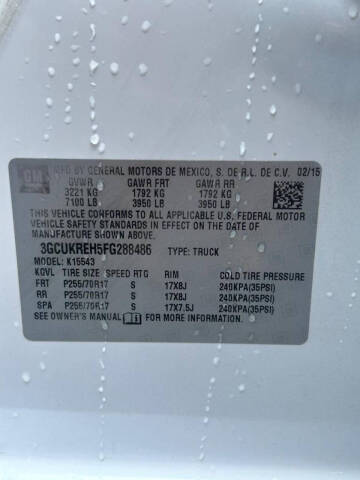 GM MFD BY GENERAL MOTORS DE MEXICO, S. DE R.L. DE C.V. 02/15
GVWR GAWR FRT GAWR RR
3221 KG 1792 KG 1792 KG
7100 LB 3950 LB 3950 LB
THIS VEHICLE CONFORMS TO ALL APPLICABLE U.S. FEDERAL MOTOR
VEHICLE SAFETY STANDARDS IN EFFECT ON THE DATE OF
MANUFACTURE SHOWN ABOVE.
3GCUKREH5FG288486 TYPE: TRUCK
MODEL: K15543
KGVL TIRE SIZE SPEED RTG RIM COLD TIRE PRESSURE
FRT P255/70R17 S 17X8J 240KPA(35PSI)
RR P255/70R17 S 17X8J 240KPA(35PSI)
SPA P255/70R17 S 17X7.5J 240KPA(35PSI)
SEE OWNER'S MANUAL FOR MORE INFORMATION.